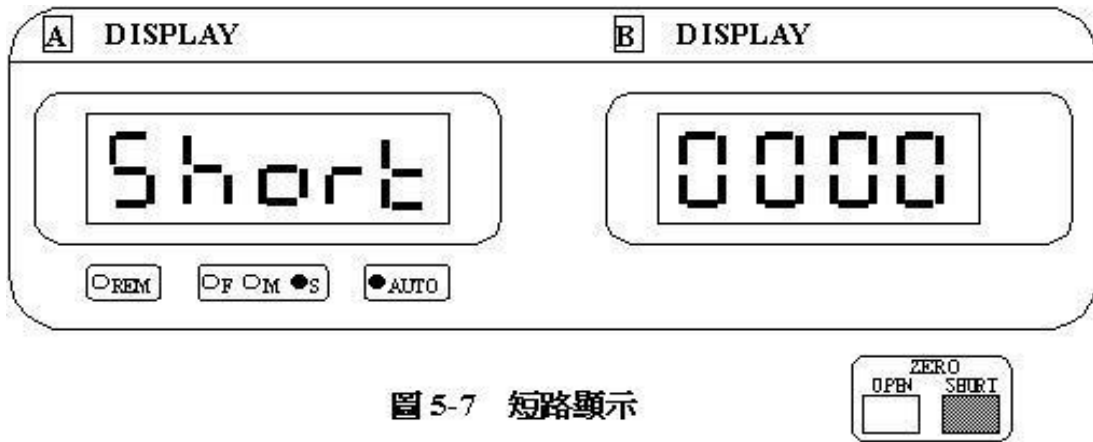 A DISPLAY
B DISPLAY
Short
0000
REM F M S AUTO
ZERO
OPEN SHORT
圖 5-7 短路顯示